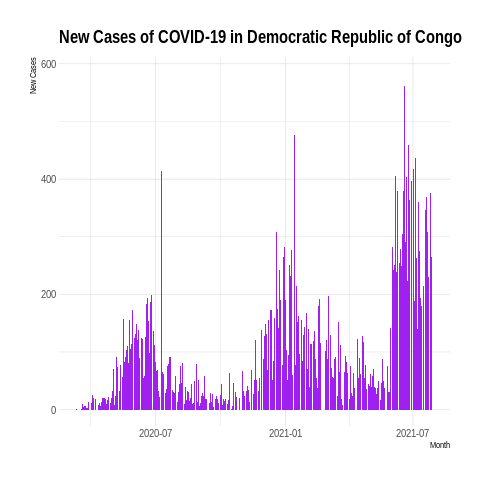 New Cases of COVID-19 in Democratic Republic of Congo
New Cases
600
400
200
0
2020-07
2021-01
2021-07
Month